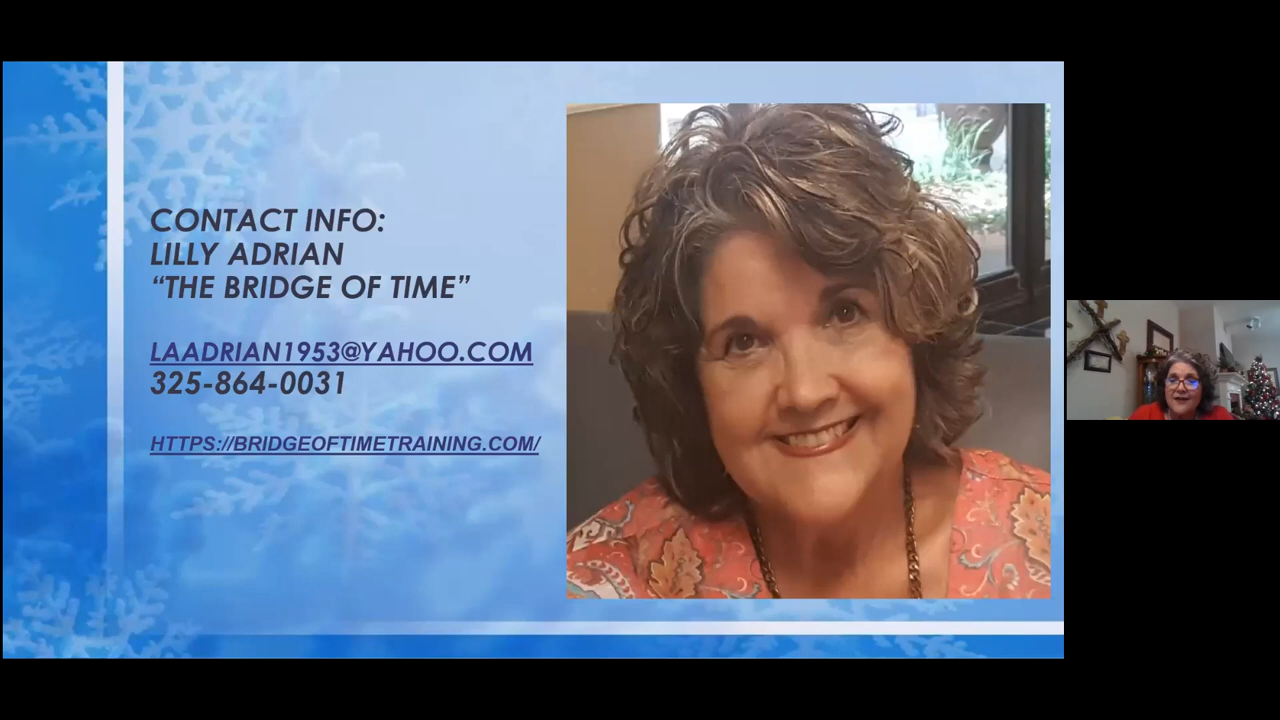 CONTACT INFO:
LILLY ADRIAN
“THE BRIDGE OF TIME”
LAADRIAN1953@YAHOO.COM
325-864-0031
HTTPS://BRIDGEOFTIMETRAINING.COM/